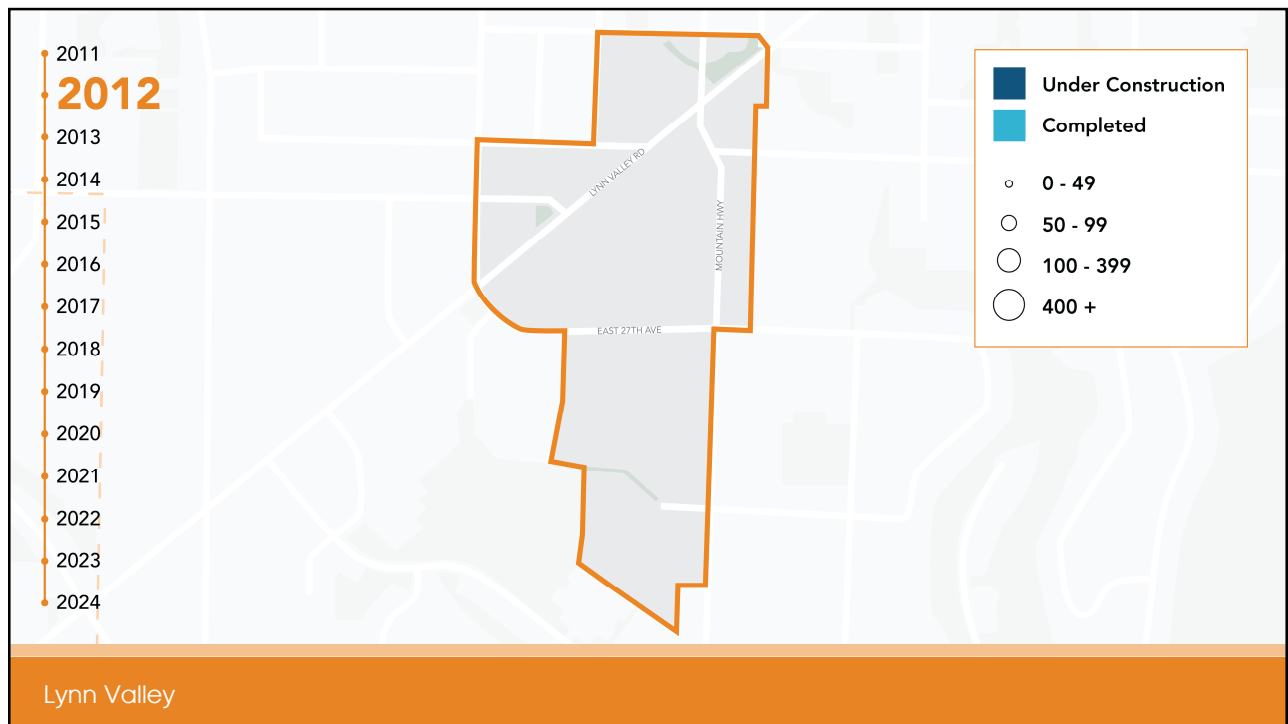 2011
2012
2013
2014
2015
2016
2017
2018
2019
2020
2021
2022
2023
2024
LYNN VALLEY RD
MOUNTAIN HWY
EAST 27TH AVE
Under Construction
Completed
0 - 49
50 - 99
100 - 399
400 +
Lynn Valley